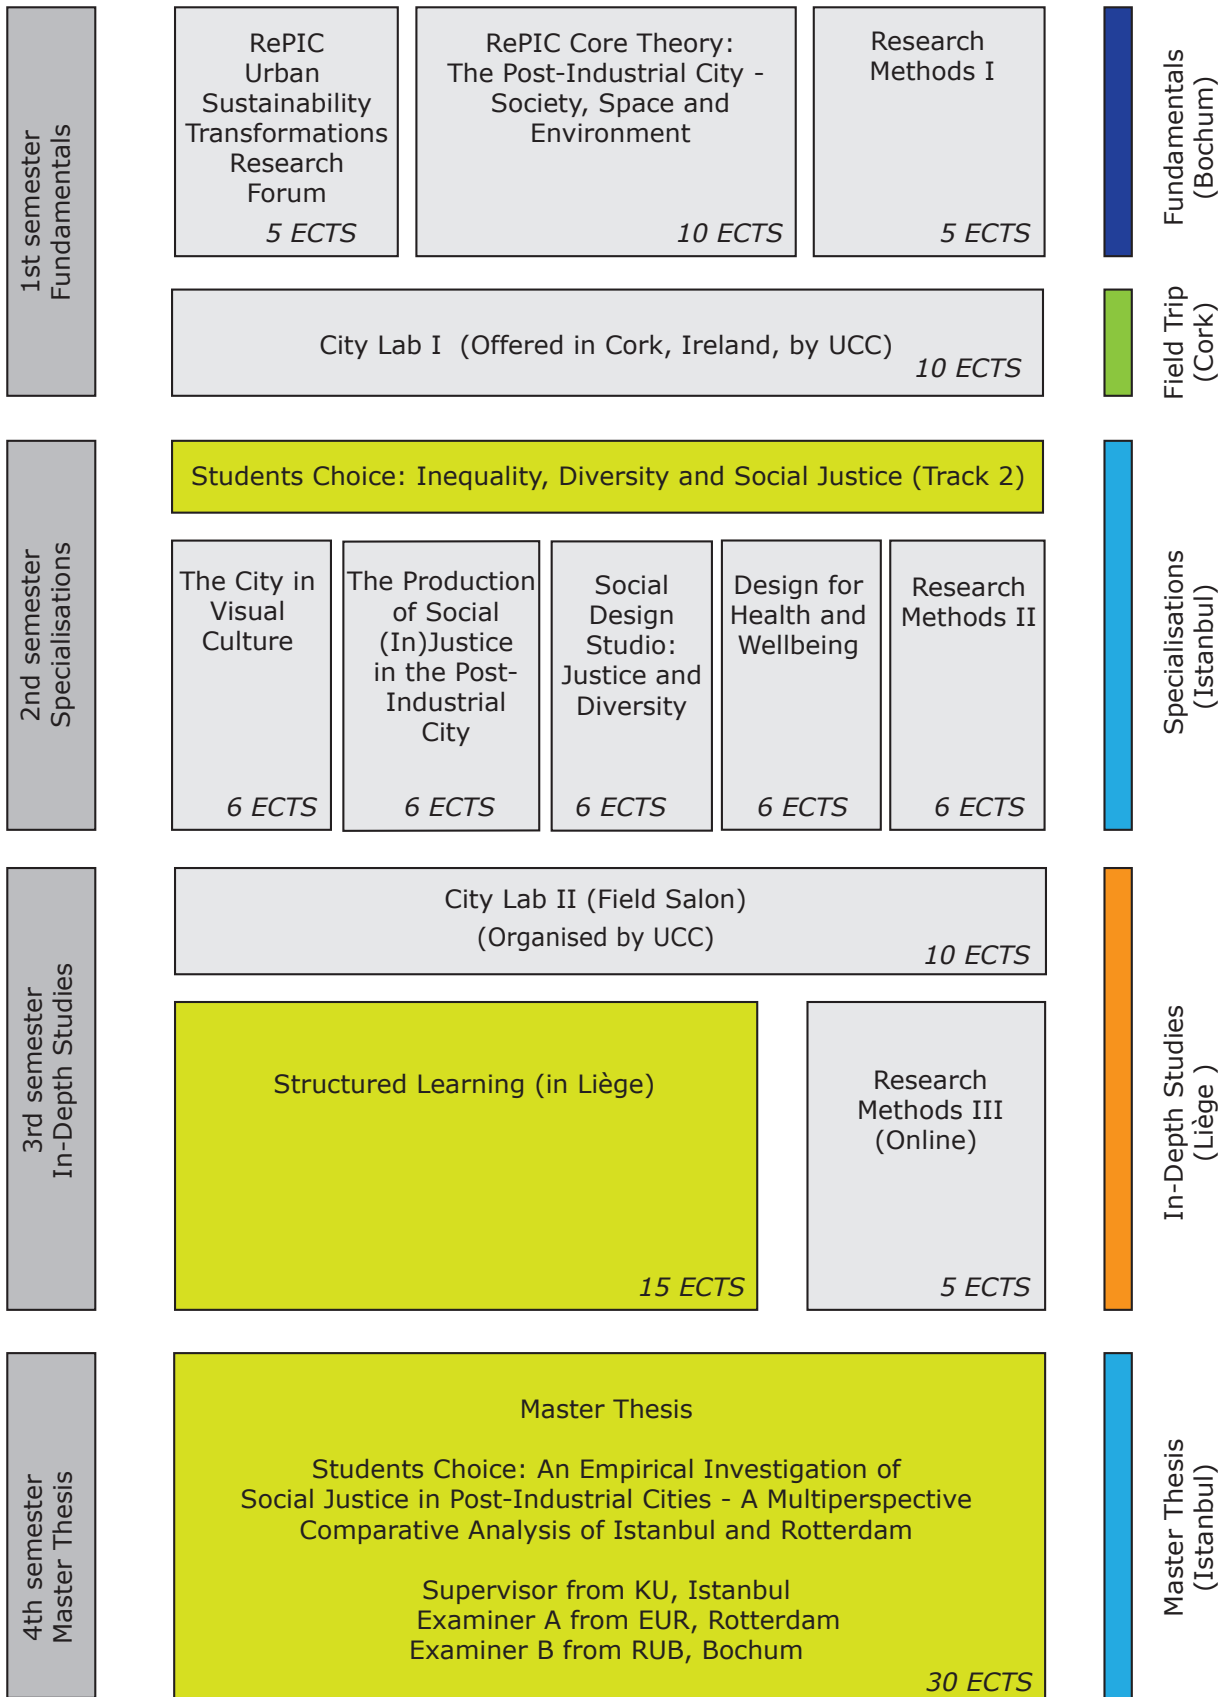 1st semester
Fundamentals
RePIC
Urban
Sustainability
Transformations
Research
Forum
5 ECTS
RePIC Core Theory:
The Post-Industrial City -
Society, Space and
Environment
10 ECTS
Research
Methods I
5 ECTS
Fundamentals
(Bochum)
City Lab I  (Offered in Cork, Ireland, by UCC)
10 ECTS
Field Trip
(Cork)
2nd semester
Specialisations
Students Choice: Inequality, Diversity and Social Justice (Track 2)
The City in
Visual
Culture
6 ECTS
The Production
of Social
(In)Justice
in the Post-
Industrial
City
6 ECTS
Social
Design
Studio:
Justice and
Diversity
6 ECTS
Design for
Health and
Wellbeing
6 ECTS
Research
Methods II
6 ECTS
Specialisations
(Istanbul)
3rd semester
In-Depth Studies
City Lab II (Field Salon)
(Organised by UCC)
10 ECTS
Structured Learning (in Liège)
15 ECTS
Research
Methods III
(Online)
5 ECTS
In-Depth Studies
(Liège )
4th semester
Master Thesis
Master Thesis
Students Choice: An Empirical Investigation of
Social Justice in Post-Industrial Cities - A Multiperspective
Comparative Analysis of Istanbul and Rotterdam
Supervisor from KU, Istanbul
Examiner A from EUR, Rotterdam
Examiner B from RUB, Bochum
30 ECTS
Master Thesis
(Istanbul)